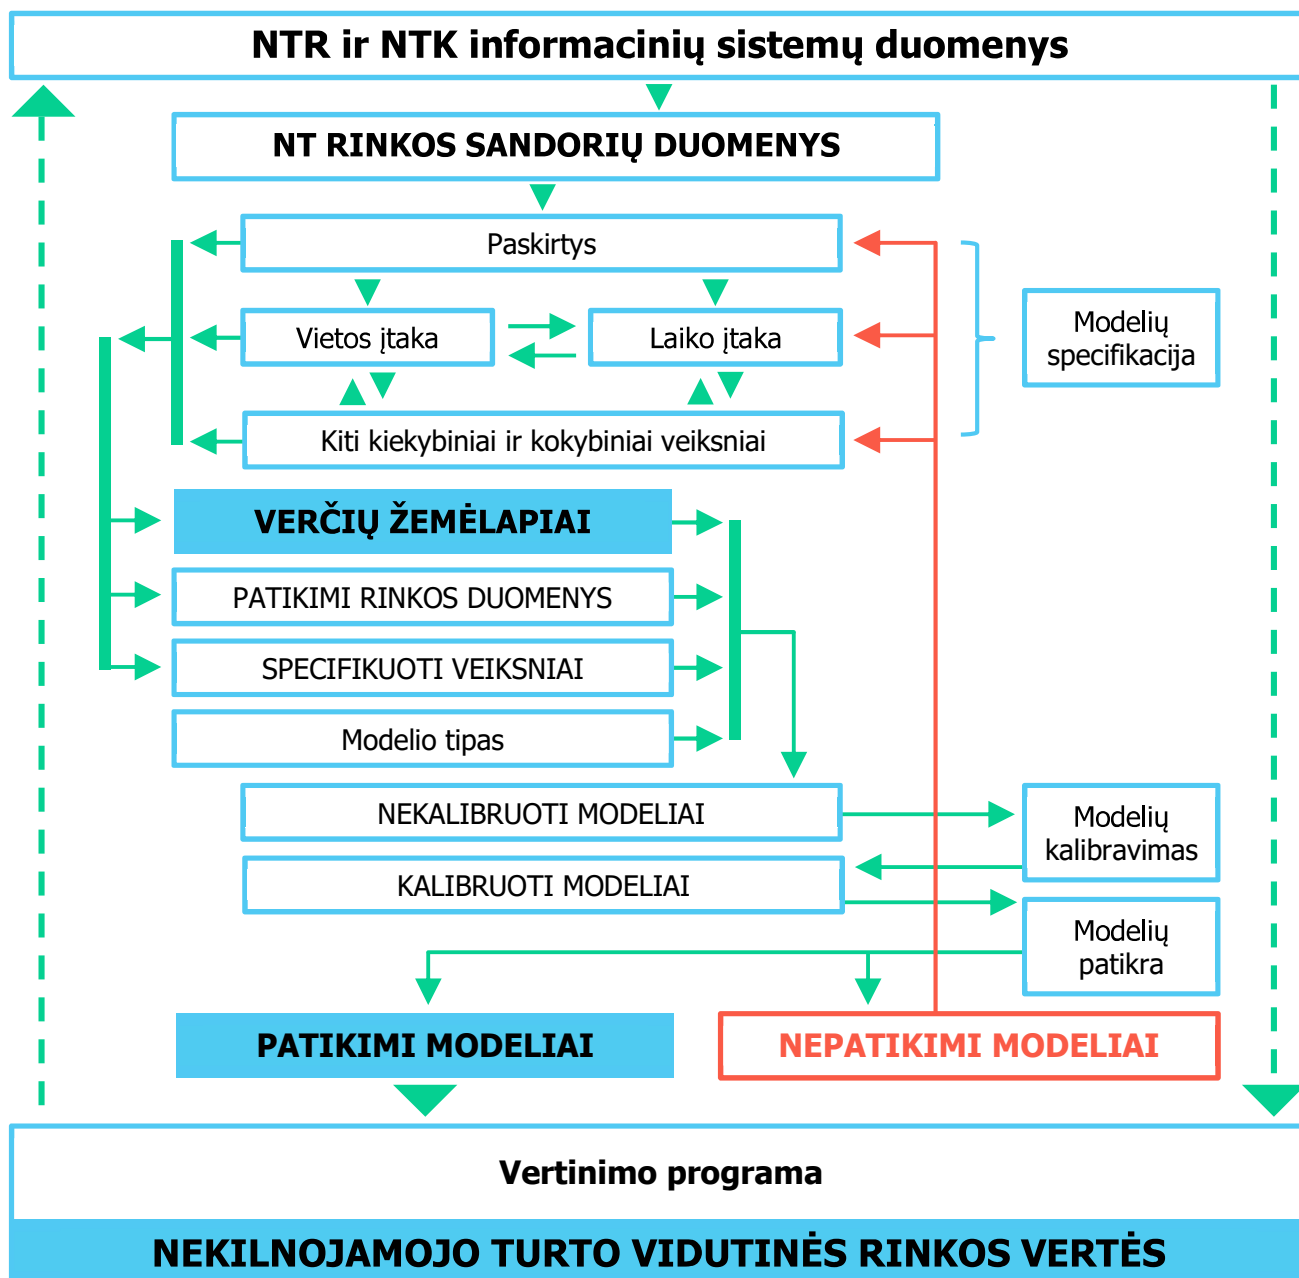 NTR ir NTK informacinių sistemų duomenys
NT RINKOS SANDORIŲ DUOMENYS
Paskirtys
Vietos įtaka
Laiko įtaka
Modelių
specifikacija
Kiti kiekybiniai ir kokybiniai veiksniai
VERČIŲ ŽEMĖLAPIAI
PATIKIMI RINKOS DUOMENYS
SPECIFIKUOTI VEIKSNIAI
Modelio tipas
NEKALIBRUOTI MODELIAI
Modelių
kalibravimas
KALIBRUOTI MODELIAI
Modelių
patikra
PATIKIMI MODELIAI
NEPATIKIMI MODELIAI
Vertinimo programa
NEKILNOJAMOJO TURTO VIDUTINĖS RINKOS VERTĖS